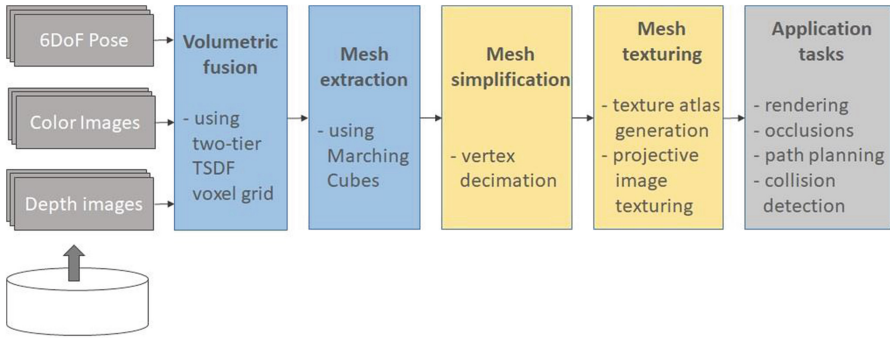 6DoF Pose
Color Images
Depth images
Volumetric
fusion
- using
two-tier
TSDF
voxel grid
Mesh
extraction
- using
Marching
Cubes
Mesh
simplification
- vertex
decimation
Mesh
texturing
- texture atlas
generation
- projective
image
texturing
Application
tasks
- rendering
- occlusions
- path planning
- collision
detection